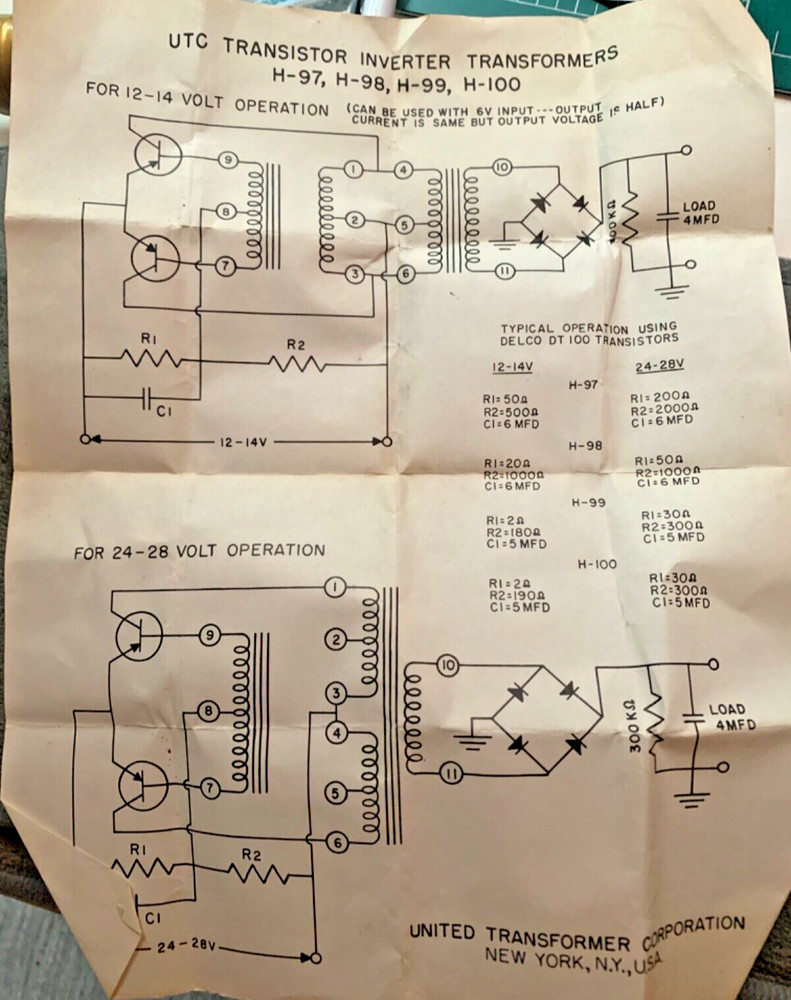 UTC TRANSISTOR INVERTER TRANSFORMERS
H-97, H-98, H-99, H-100
FOR 12-14 VOLT OPERATION
(CAN BE USED WITH 6V INPUT---OUTPUT
CURRENT IS SAME BUT OUTPUT VOLTAGE IS HALF)
9
8
7
1
2
3
4
5
6
10
11
LOAD
4MFD
R1
R2
C1
12-14V
TYPICAL OPERATION USING
DELCO DT 100 TRANSISTORS
12-14V 24-28V
H-97
R1=50Ω R1=200Ω
R2=500Ω R2=2000Ω
C1=6 MFD C1=6 MFD
H-98
R1=20Ω R1=50Ω
R2=1000Ω R2=1000Ω
C1=6 MFD C1=6 MFD
H-99
R1=2Ω R1=30Ω
R2=180Ω R2=300Ω
C1=5 MFD C1=5 MFD
H-100
R1=2Ω R1=30Ω
R2=190Ω R2=300Ω
C1=5MFD C1=5MFD
FOR 24-28 VOLT OPERATION
9
8
7
1
2
3
4
5
6
10
11
300KΩ
LOAD
4MFD
R1
R2
C1
24-28V
UNITED TRANSFORMER CORPORATION
NEW YORK, N.Y., USA